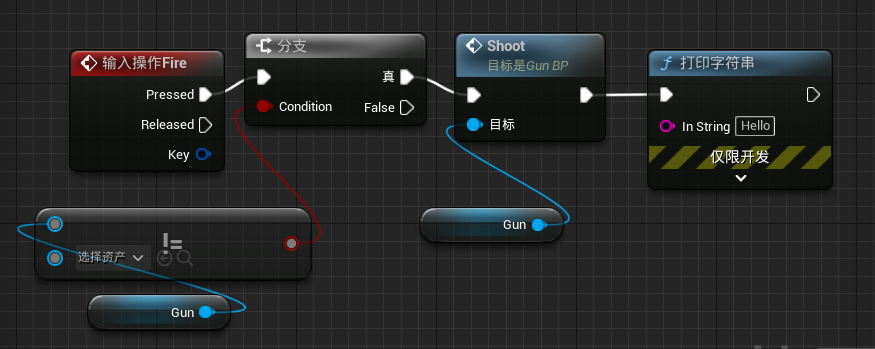 输入操作Fire
Pressed
Released
Key
分支
真
Condition
False
Shoot
目标是Gun BP
目标
打印字符串
In String Hello
仅限开发
!=
选择资产
Gun
Gun